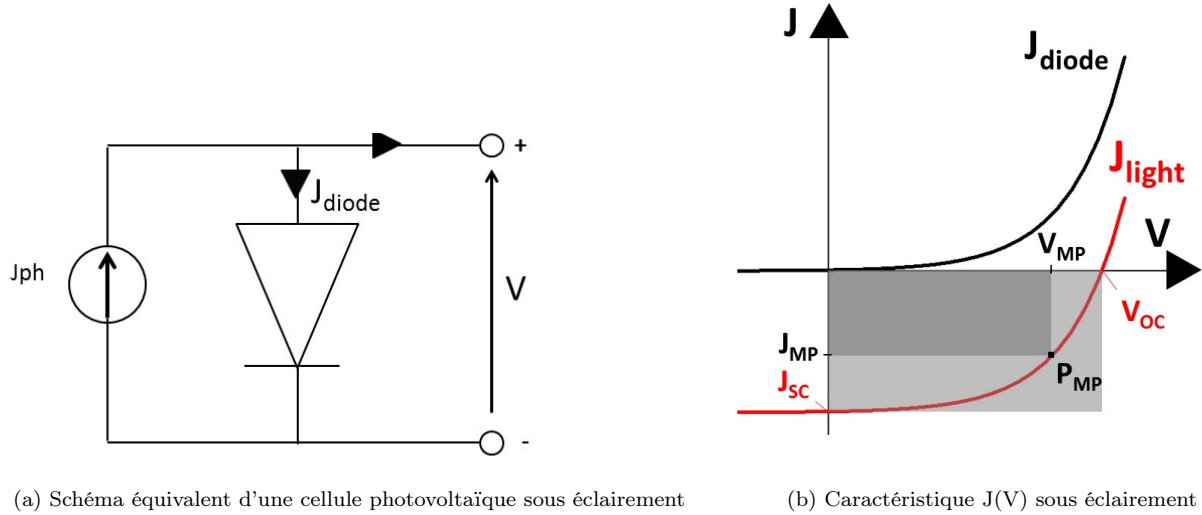 +
J diode
Jph
V
-
(a) Schéma équivalent d'une cellule photovoltaïque sous éclairement
J
J diode
J light
V MP
V
V OC
J MP
P MP
J SC
(b) Caractéristique J(V) sous éclairement